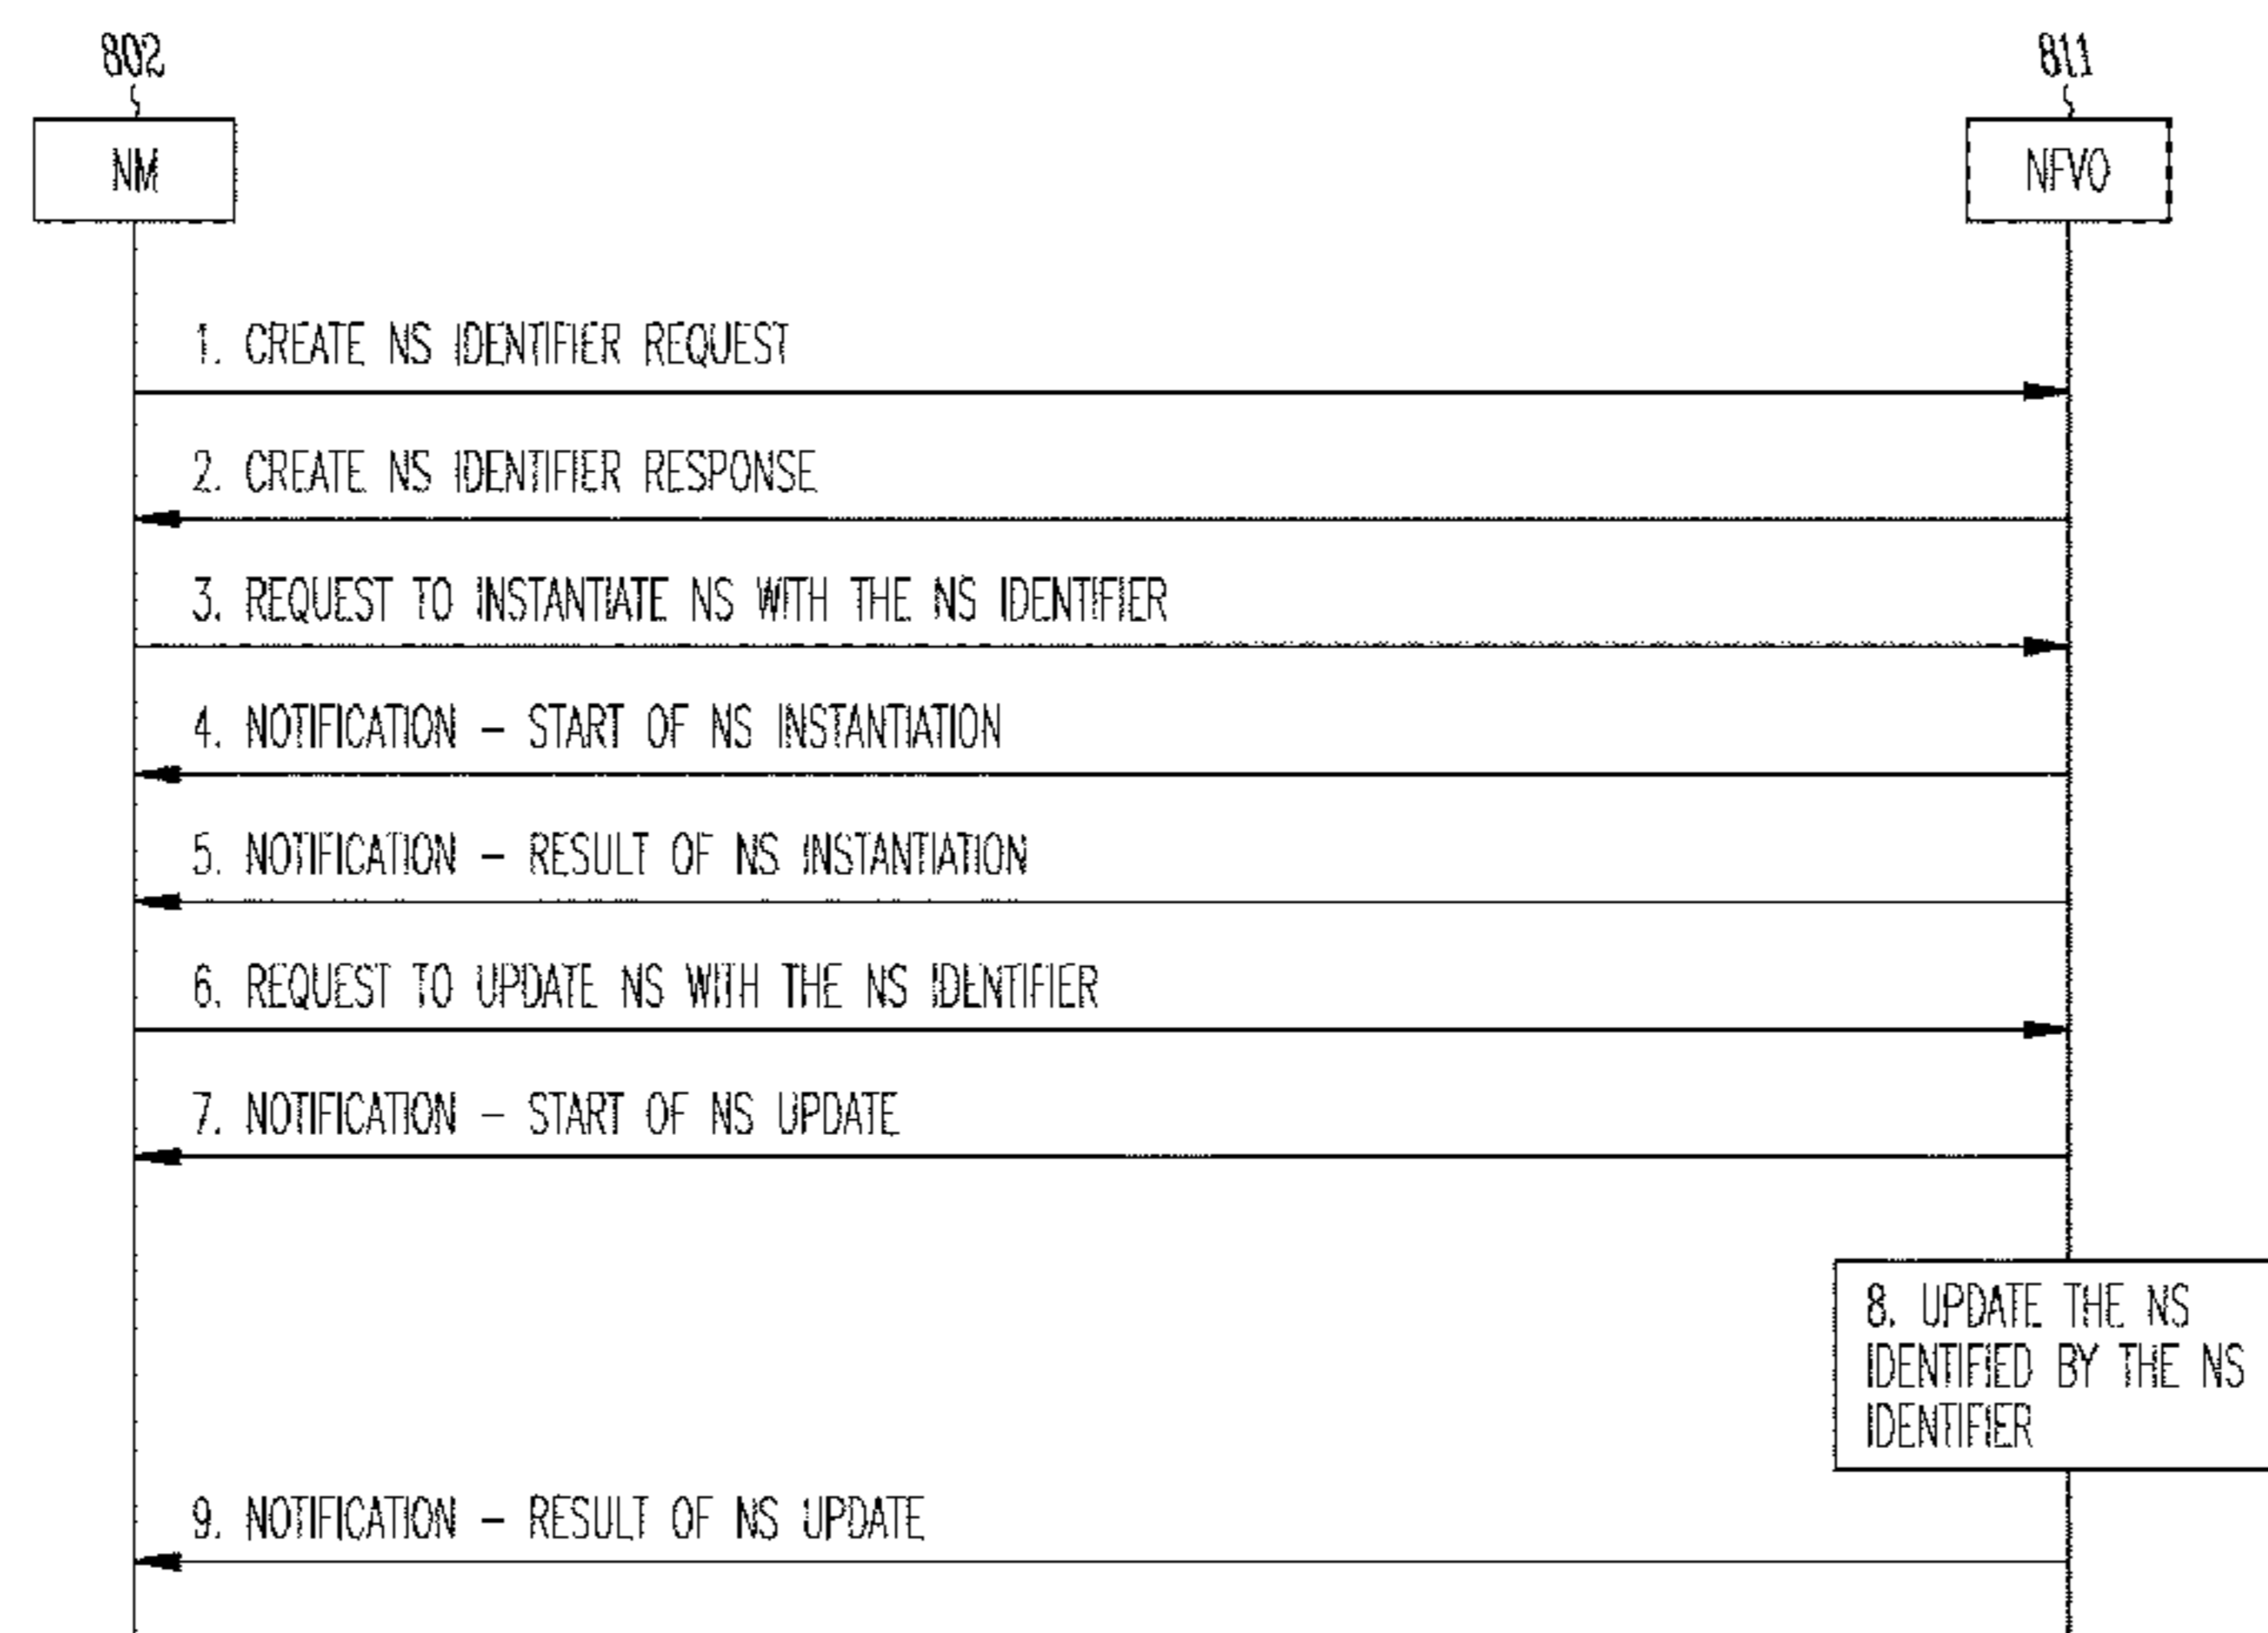 802
811
NM
NFVO
1. CREATE NS IDENTIFIER REQUEST
2. CREATE NS IDENTIFIER RESPONSE
3. REQUEST TO INSTANTIATE NS WITH THE NS IDENTIFIER
4. NOTIFICATION – START OF NS INSTANTIATION
5. NOTIFICATION – RESULT OF NS INSTANTIATION
6. REQUEST TO UPDATE NS WITH THE NS IDENTIFIER
7. NOTIFICATION – START OF NS UPDATE
8. UPDATE THE NS
IDENTIFIED BY THE NS
IDENTIFIER
9. NOTIFICATION – RESULT OF NS UPDATE